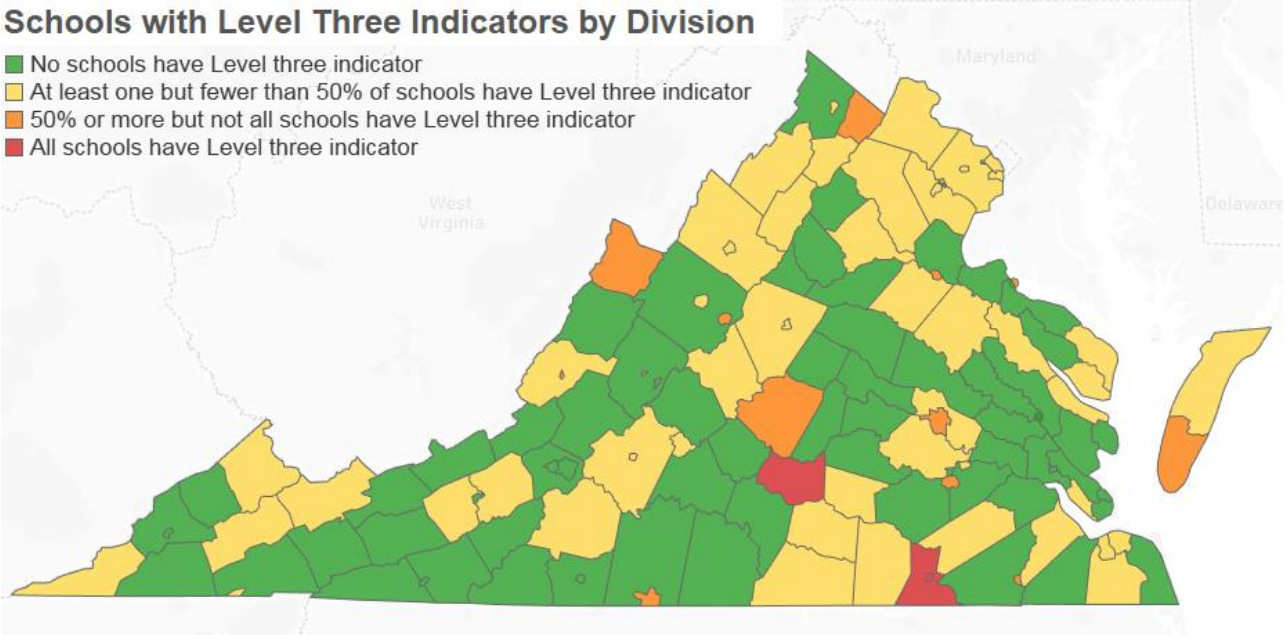 Schools with Level Three Indicators by Division
No schools have Level three indicator
At least one but fewer than 50% of schools have Level three indicator
50% or more but not all schools have Level three indicator
All schools have Level three indicator
Maryland
West
Virginia
Delaware